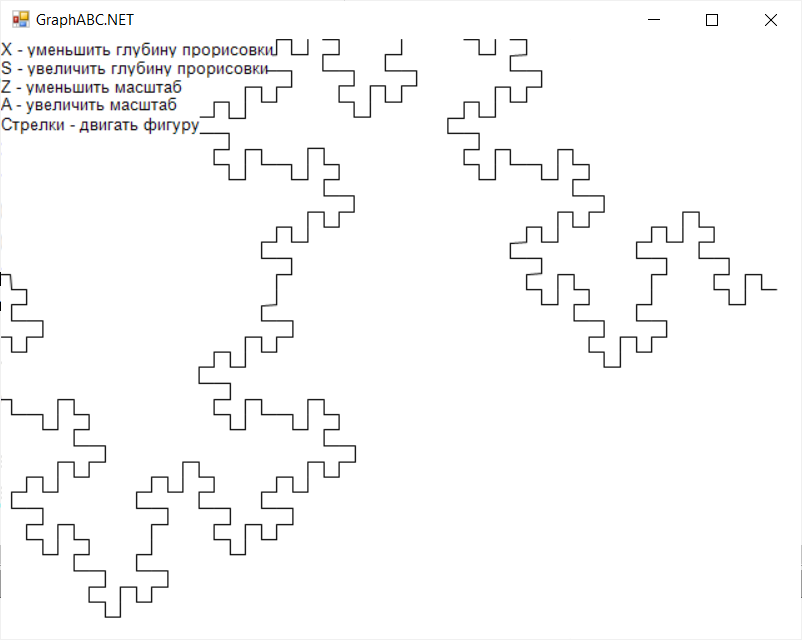 GraphABC.NET
X - уменьшить глубину прорисовки
S - увеличить глубину прорисовки
Z - уменьшить масштаб
A - увеличить масштаб
Стрелки - двигать фигуру